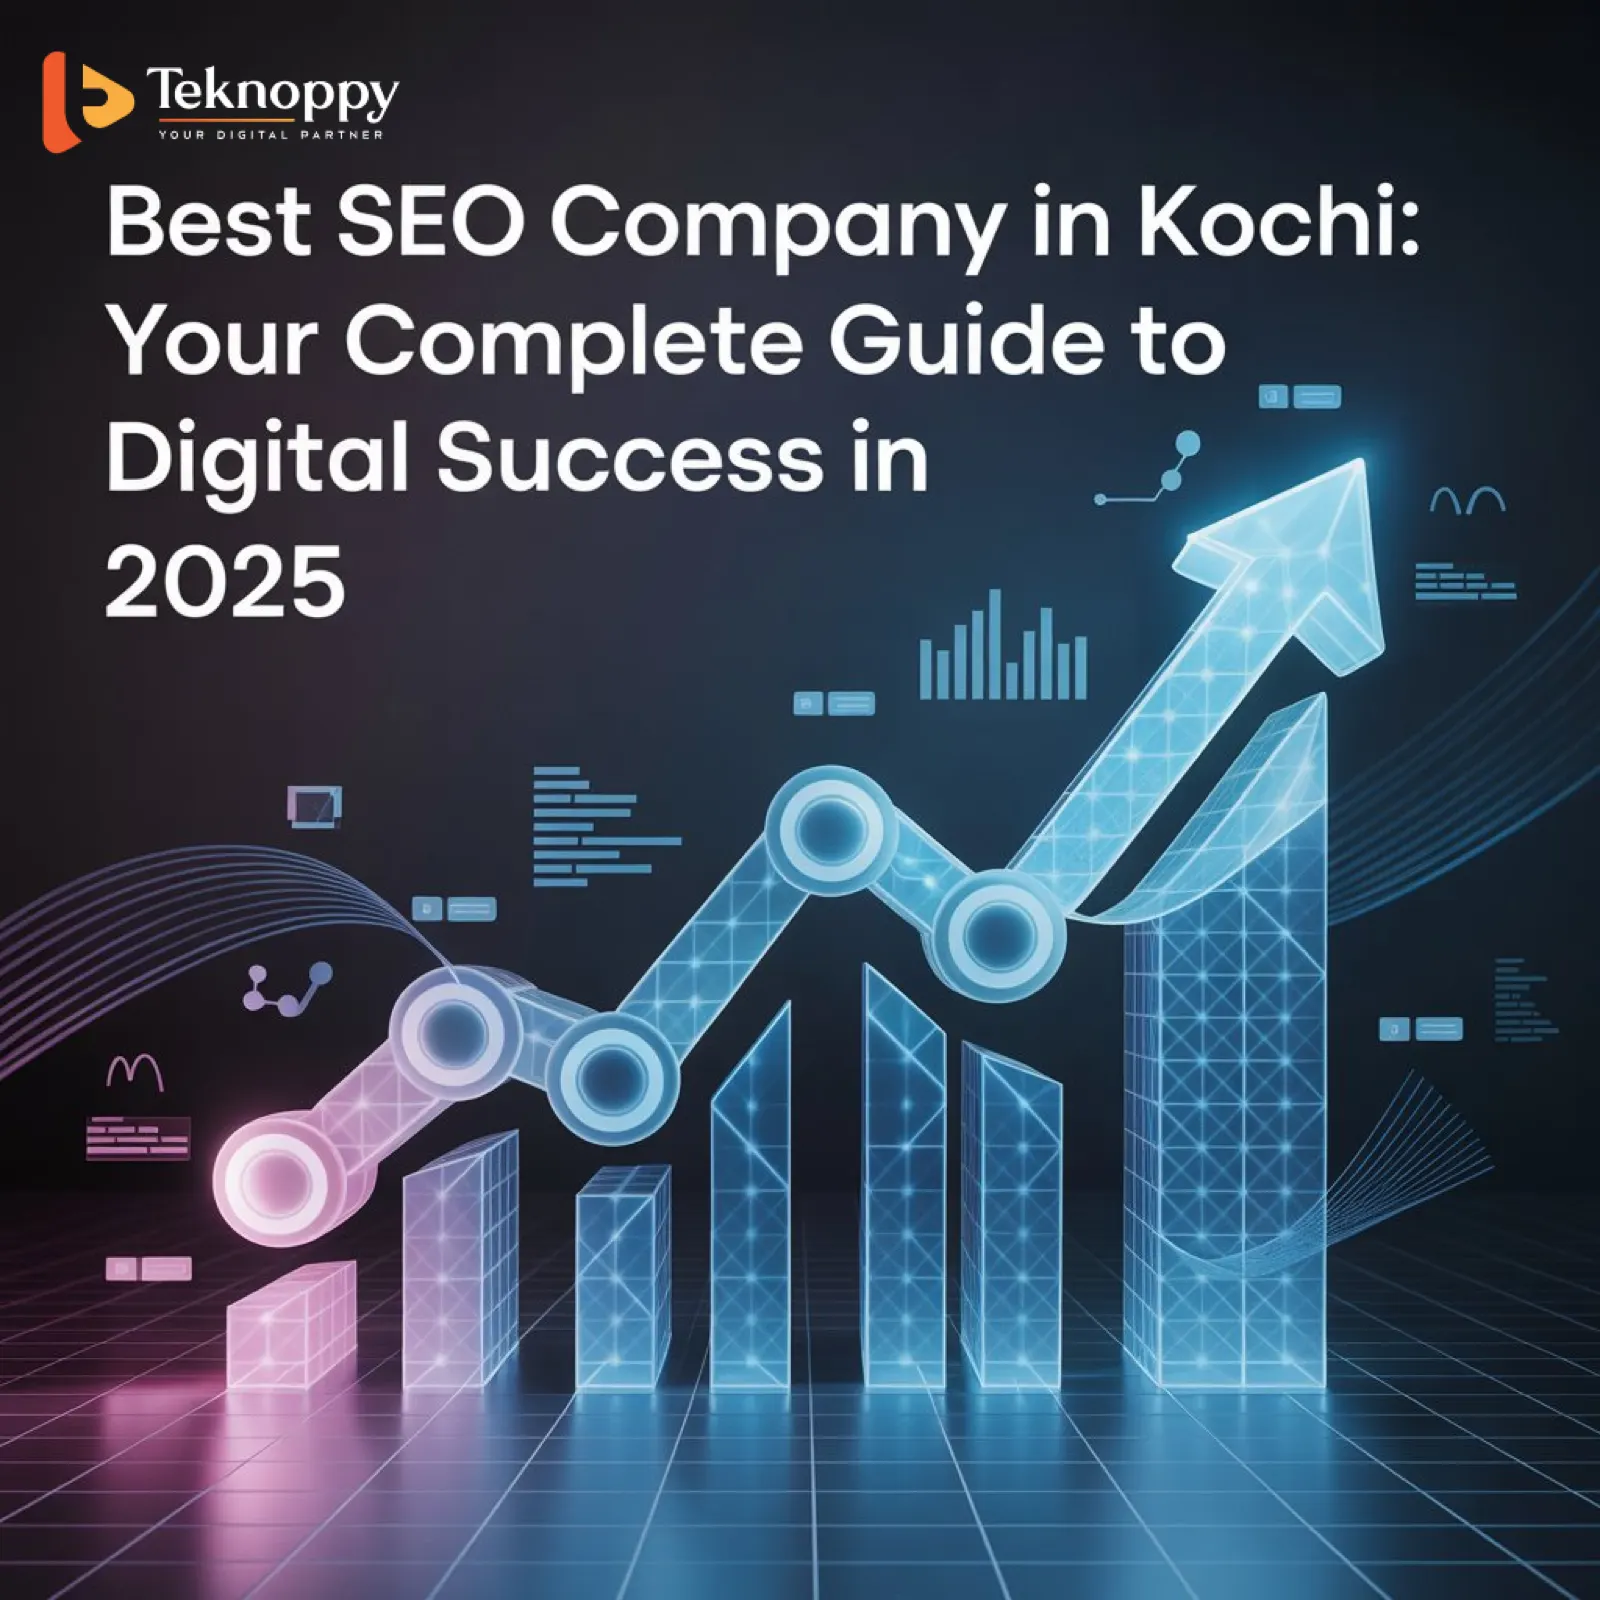 Teknoppy
YOUR DIGITAL PARTNER
Best SEO Company in Kochi:
Your Complete Guide to
Digital Success in
2025